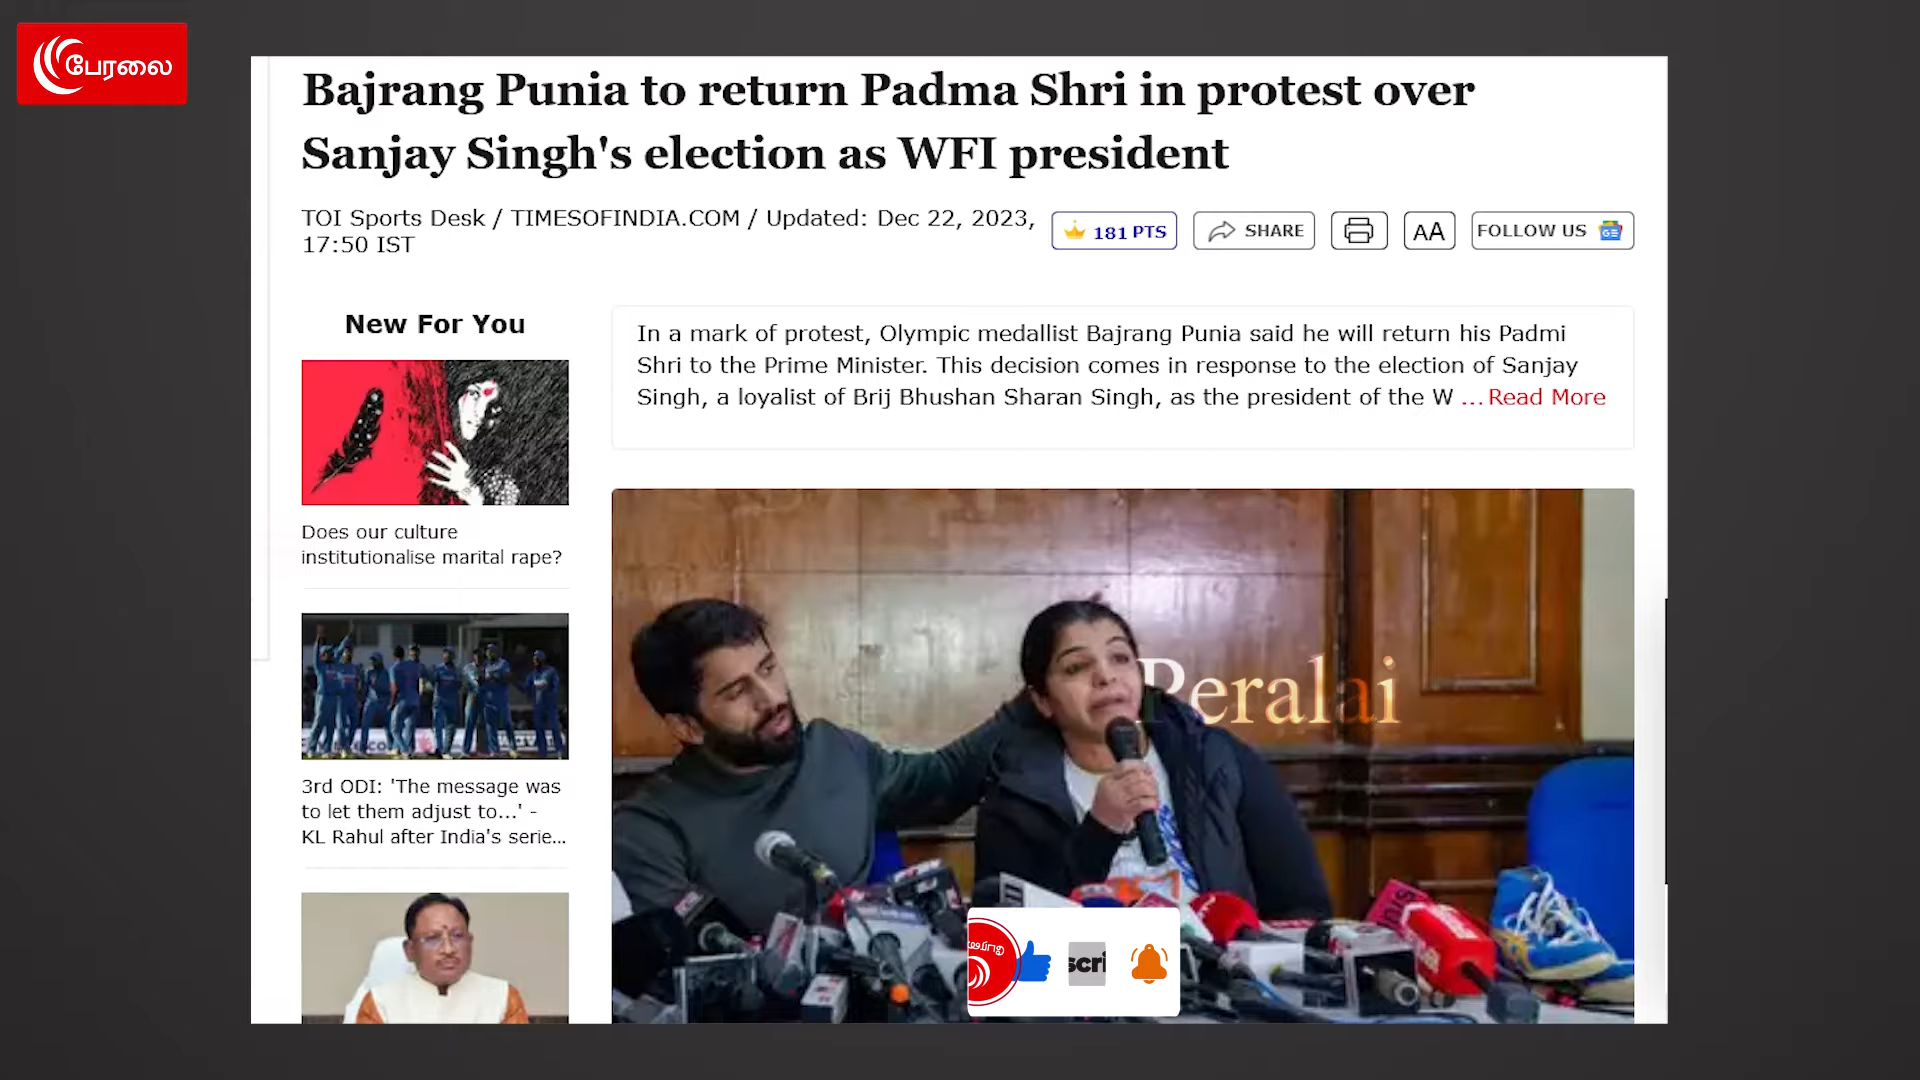 பேரலை
Bajrang Punia to return Padma Shri in protest over
Sanjay Singh's election as WFI president
TOI Sports Desk / TIMESOFINDIA.COM / Updated: Dec 22, 2023,
17:50 IST
181 PTS
SHARE
AA
FOLLOW US
GE
New For You
In a mark of protest, Olympic medallist Bajrang Punia said he will return his Padmi
Shri to the Prime Minister. This decision comes in response to the election of Sanjay
Singh, a loyalist of Brij Bhushan Sharan Singh, as the president of the W ... Read More
Does our culture
institutionalise marital rape?
3rd ODI: 'The message was
to let them adjust to...' -
KL Rahul after India's serie...
Peralai
scri